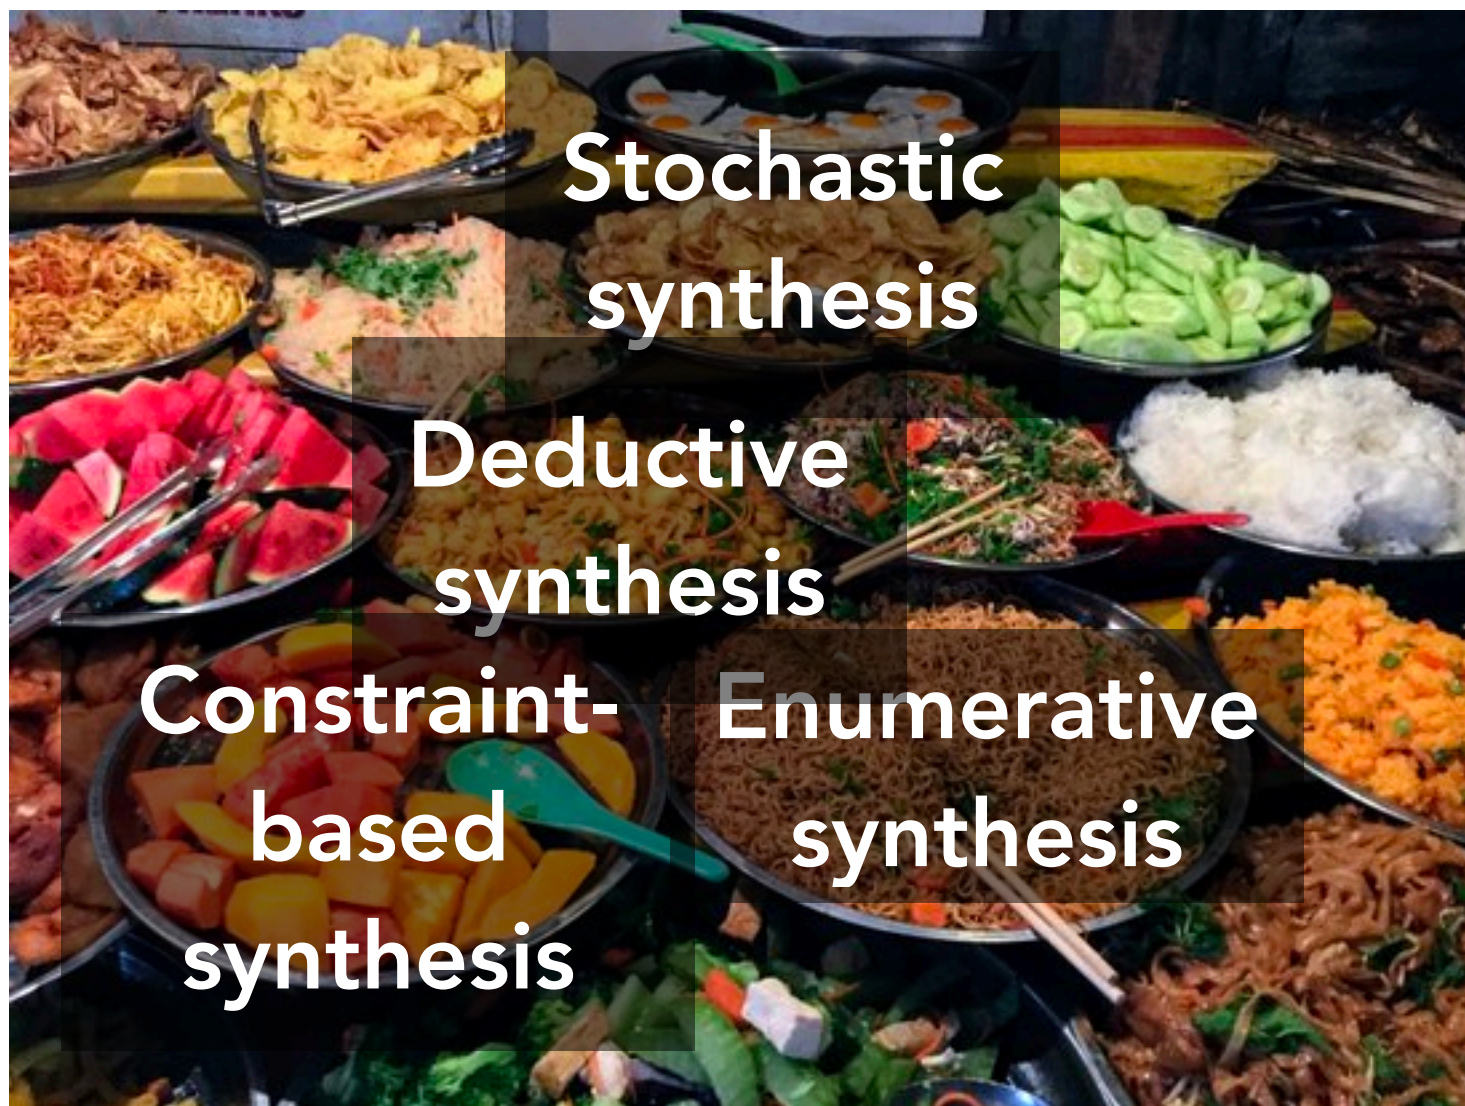 Stochastic
synthesis
Deductive
synthesis
Constraint-
based
synthesis
Enumerative
synthesis